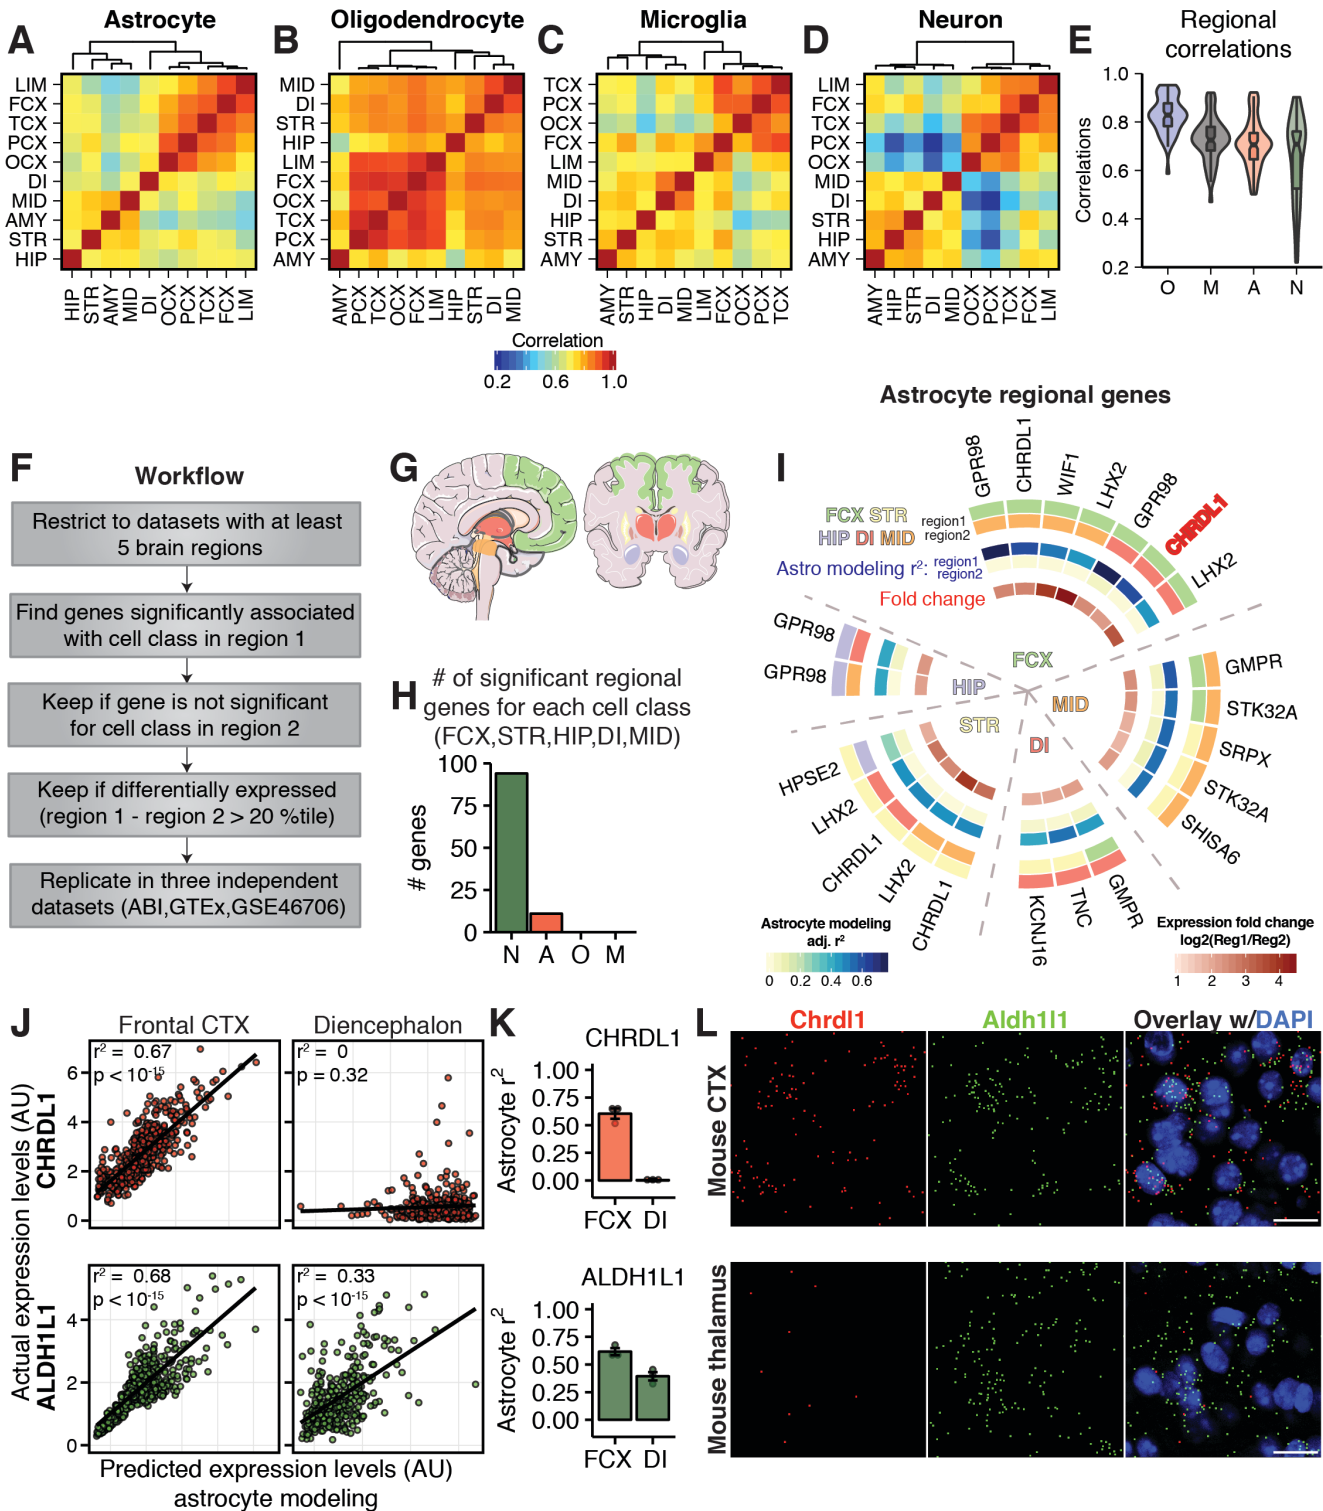 A
Astrocyte
LIM
FCX
TCX
PCX
OCX
DI
MID
AMY
STR
HIP
HIP
STR
AMY
MID
DI
OCX
PCX
TCX
FCX
LIM
B
Oligodendrocyte
MID
DI
STR
HIP
LIM
FCX
OCX
TCX
PCX
AMY
AMY
PCX
TCX
OCX
FCX
LIM
HIP
STR
DI
MID
C
Microglia
TCX
PCX
OCX
FCX
LIM
MID
DI
HIP
STR
AMY
AMY
STR
HIP
DI
MID
LIM
FCX
OCX
PCX
TCX
D
Neuron
LIM
FCX
TCX
PCX
OCX
MID
DI
STR
HIP
AMY
AMY
HIP
STR
DI
MID
OCX
PCX
TCX
FCX
LIM
Correlation
0.2 0.6 1.0
E
Regional
correlations
Correlations
1.0
0.8
0.6
0.4
0.2
O M A N
F
Workflow
Restrict to datasets with at least
5 brain regions
Find genes significantly associated
with cell class in region 1
Keep if gene is not significant
for cell class in region 2
Keep if differentially expressed
(region 1 - region 2 > 20 %tile)
Replicate in three independent
datasets (ABI,GTEx,GSE46706)
G
H
# of significant regional
genes for each cell class
(FCX,STR,HIP,DI,MID)
# genes
100
75
50
25
0
N A O M
I
Astrocyte regional genes
FCX STR
HIP DI MID
region1
region2
Astro modeling r2: region1
region2
Fold change
GPR98
CHRDL1
WIF1
LHX2
GPR98
CHRDL1
LHX2
GMPR
STK32A
SRPX
STK32A
SHISA6
GMPR
TNC
KCNJ16
CHRDL1
LHX2
CHRDL1
LHX2
HPSE2
GPR98
GPR98
FCX
MID
DI
STR
HIP
Astrocyte modeling
adj. r2
0 0.2 0.4 0.6
Expression fold change
log2(Reg1/Reg2)
1 2 3 4
J
Frontal CTX
Diencephalon
Actual expression levels (AU)
CHRDL1
ALDH1L1
r2 = 0.67
p < 10-15
r2 = 0
p = 0.32
6
4
2
0
r2 = 0.68
p < 10-15
r2 = 0.33
p < 10-15
4
2
0
Predicted expression levels (AU)
astrocyte modeling
K
CHRDL1
Astrocyte r2
1.00
0.75
0.50
0.25
0.00
FCX DI
ALDH1L1
Astrocyte r2
1.00
0.75
0.50
0.25
0.00
FCX DI
L
Chrdl1
Aldh1l1
Overlay w/DAPI
Mouse CTX
Mouse thalamus